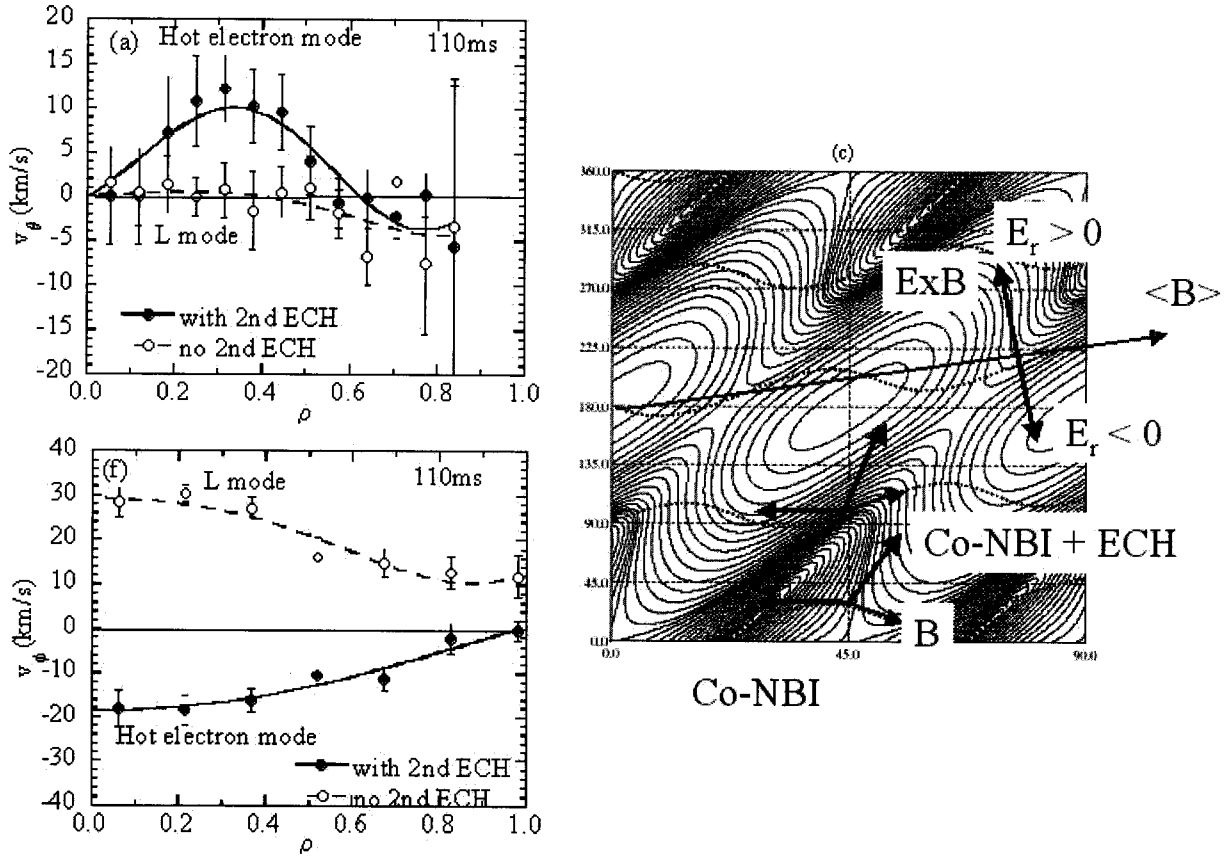 (a)
Hot electron mode
110ms
20
15
10
5
0
-5
-10
-15
-20
v_θ (km/s)
L mode
with 2nd ECH
no 2nd ECH
0.0 0.2 0.4 0.6 0.8 1.0
ρ
(f)
L mode
110ms
40
30
20
10
0
-10
-20
-30
-40
v_ϕ (km/s)
Hot electron mode
with 2nd ECH
no 2nd ECH
0.0 0.2 0.4 0.6 0.8 1.0
ρ
(c)
360.0
315.0
270.0
225.0
180.0
135.0
90.0
45.0
0.0
0.0 45.0 90.0
E_r > 0
ExB
<B>
E_r < 0
Co-NBI + ECH
B
Co-NBI